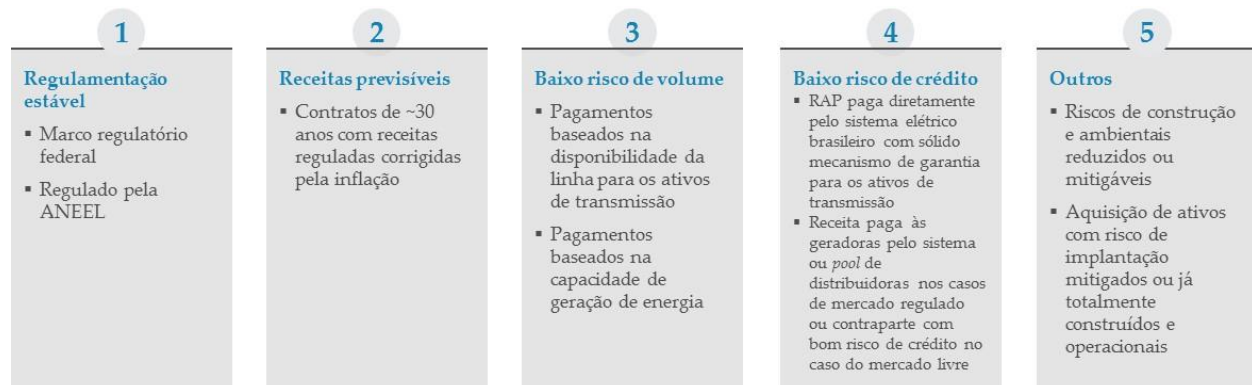 1
Regulamentação
estável
▪ Marco regulatório
federal
▪ Regulado pela
ANEEL
2
Receitas previsíveis
▪ Contratos de ~30
anos com receitas
reguladas corrigidas
pela inflação
3
Baixo risco de volume
▪ Pagamentos
baseados na
disponibilidade da
linha para os ativos
de transmissão
▪ Pagamentos
baseados na
capacidade de
geração de energia
4
Baixo risco de crédito
▪ RAP paga diretamente
pelo sistema elétrico
brasileiro com sólido
mecanismo de garantia
para os ativos de
transmissão
▪ Receita paga às
geradoras pelo sistema
ou pool de
distribuidoras nos casos
de mercado regulado
ou contraparte com
bom risco de crédito no
caso do mercado livre
5
Outros
▪ Riscos de construção
e ambientais
reduzidos ou
mitigáveis
▪ Aquisição de ativos
com risco de
implantação
mitigados ou já
totalmente
construídos e
operacionais